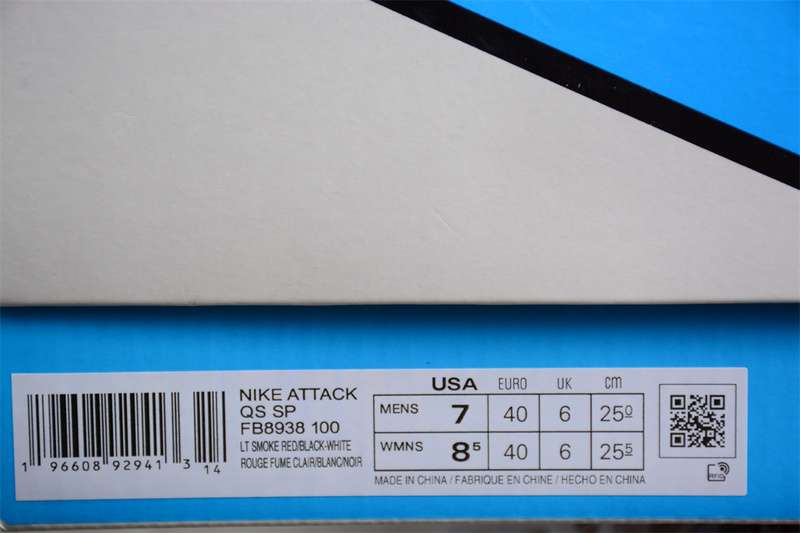 NIKE ATTACK
QS SP
FB8938 100
LT SMOKE RED/BLACK-WHITE
ROUGE FUME CLAIR/BLANC/NOIR
1 96608 92941 3 14
USA EURO UK cm
MENS 7 40 6 250
WMNS 85 40 6 255
MADE IN CHINA / FABRIQUE EN CHINE / HECHO EN CHINA
RFID